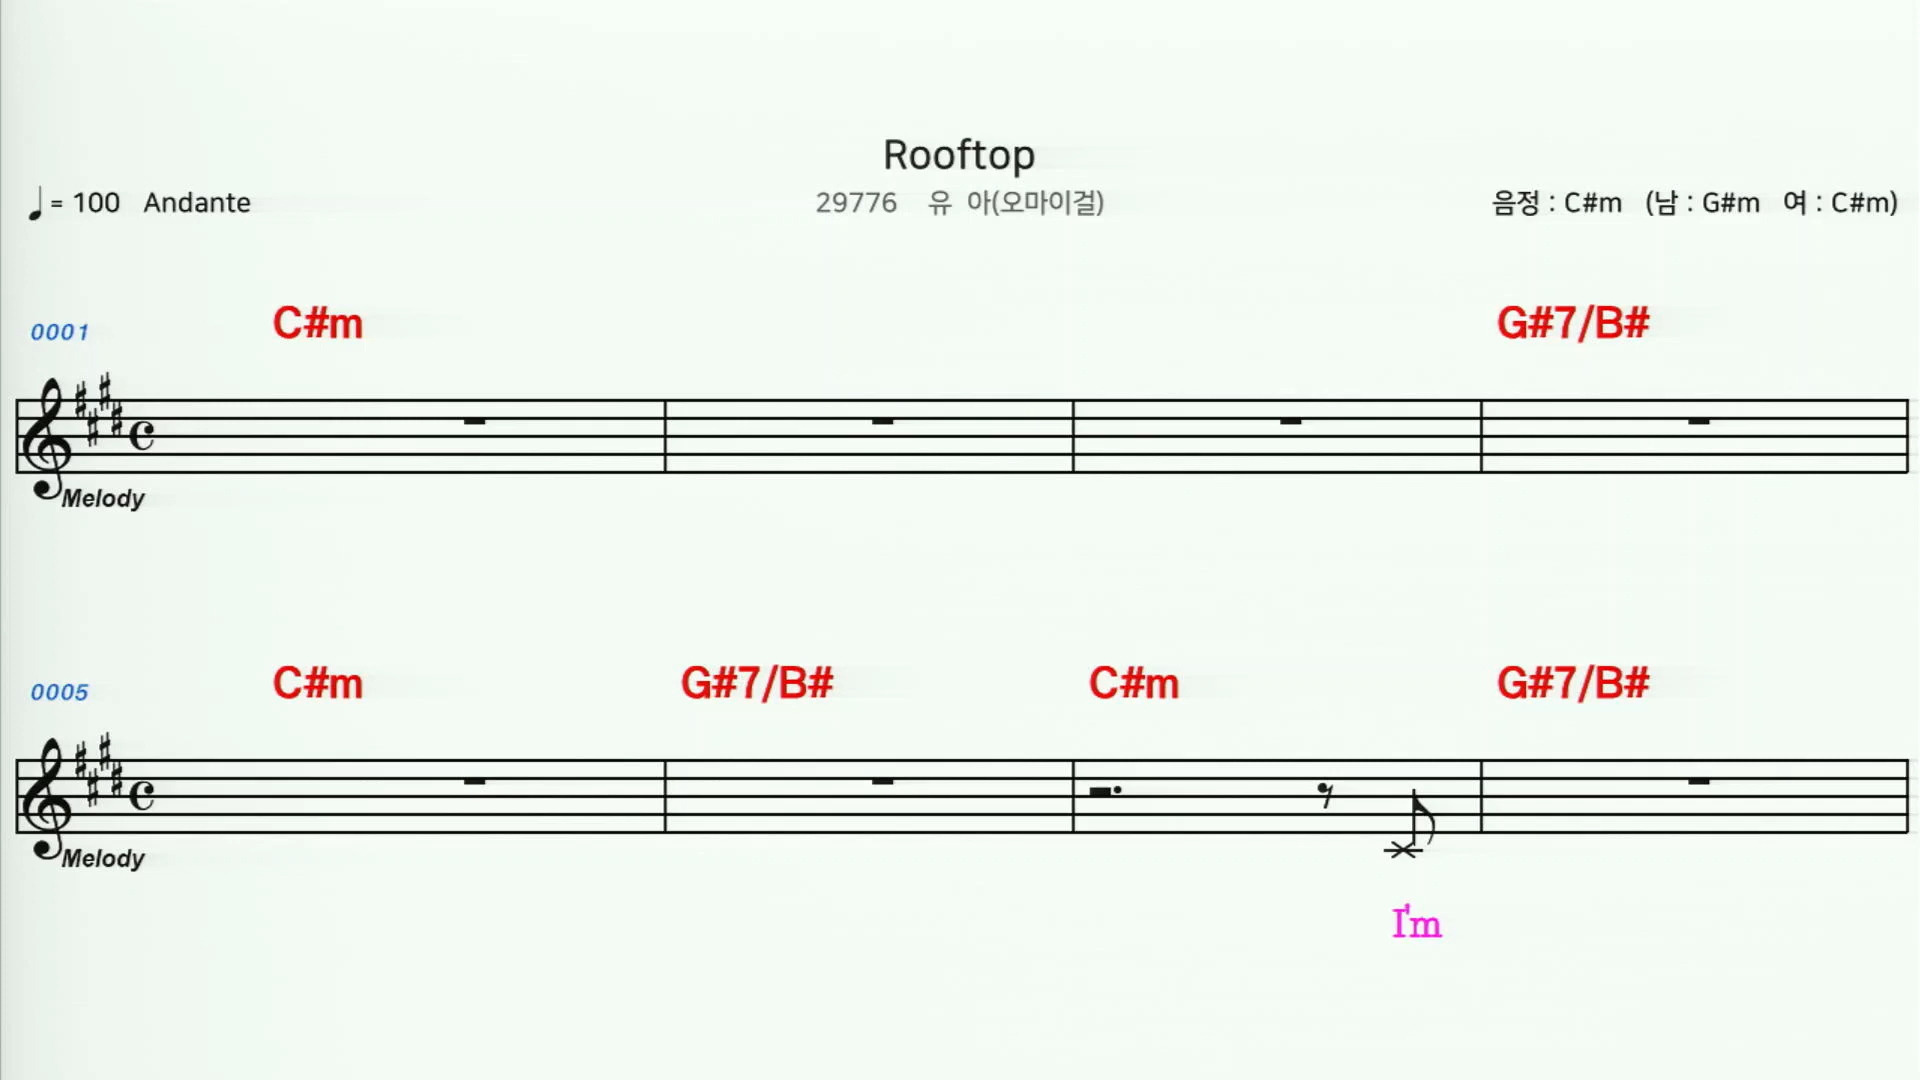 Rooftop
= 100 Andante
29776 유 아(오마이걸)
음정 : C#m (남 : G#m 여 : C#m)
0001
C#m
G#7/B#
Melody
0005
C#m
G#7/B#
C#m
G#7/B#
Melody
I'm